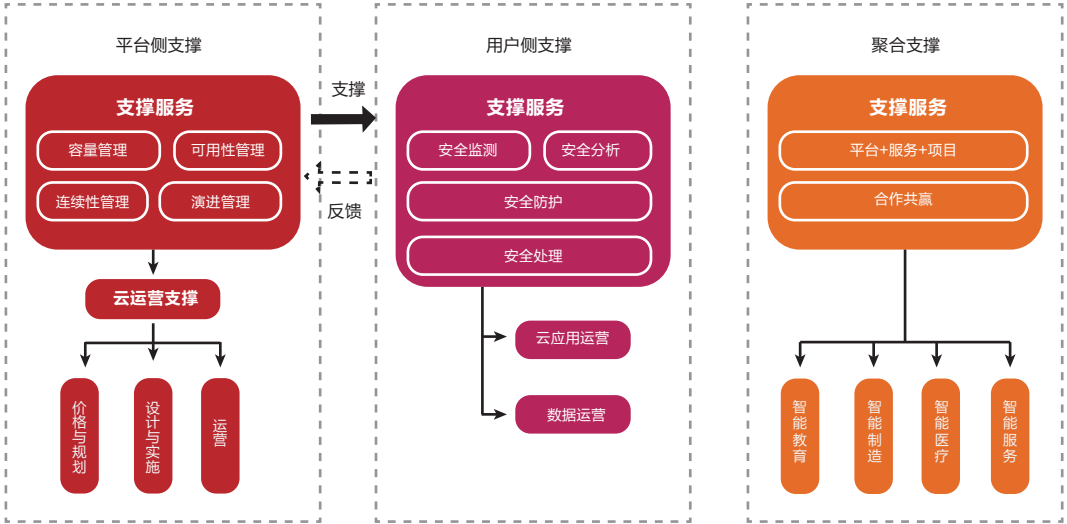 平台侧支撑
支撑服务
容量管理
可用性管理
连续性管理
演进管理
云运营支撑
价格与规划
设计与实施
运营
支撑
反馈
用户侧支撑
支撑服务
安全监测
安全分析
安全防护
安全处理
云应用运营
数据运营
聚合支撑
支撑服务
平台+服务+项目
合作共赢
智能教育
智能制造
智能医疗
智能服务